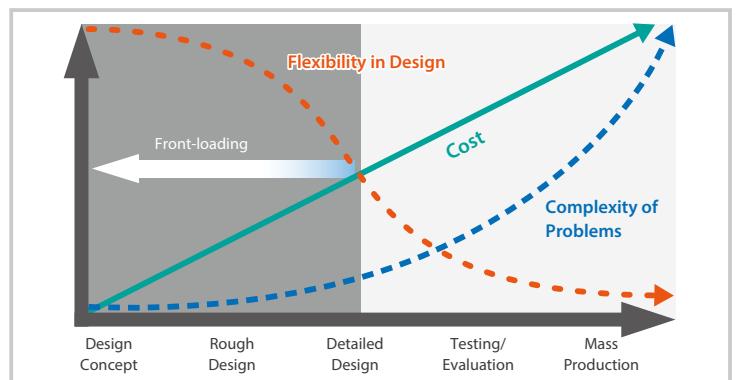 Flexibility in Design
Front-loading
Cost
Complexity of
Problems
Design
Concept
Rough
Design
Detailed
Design
Testing/
Evaluation
Mass
Production